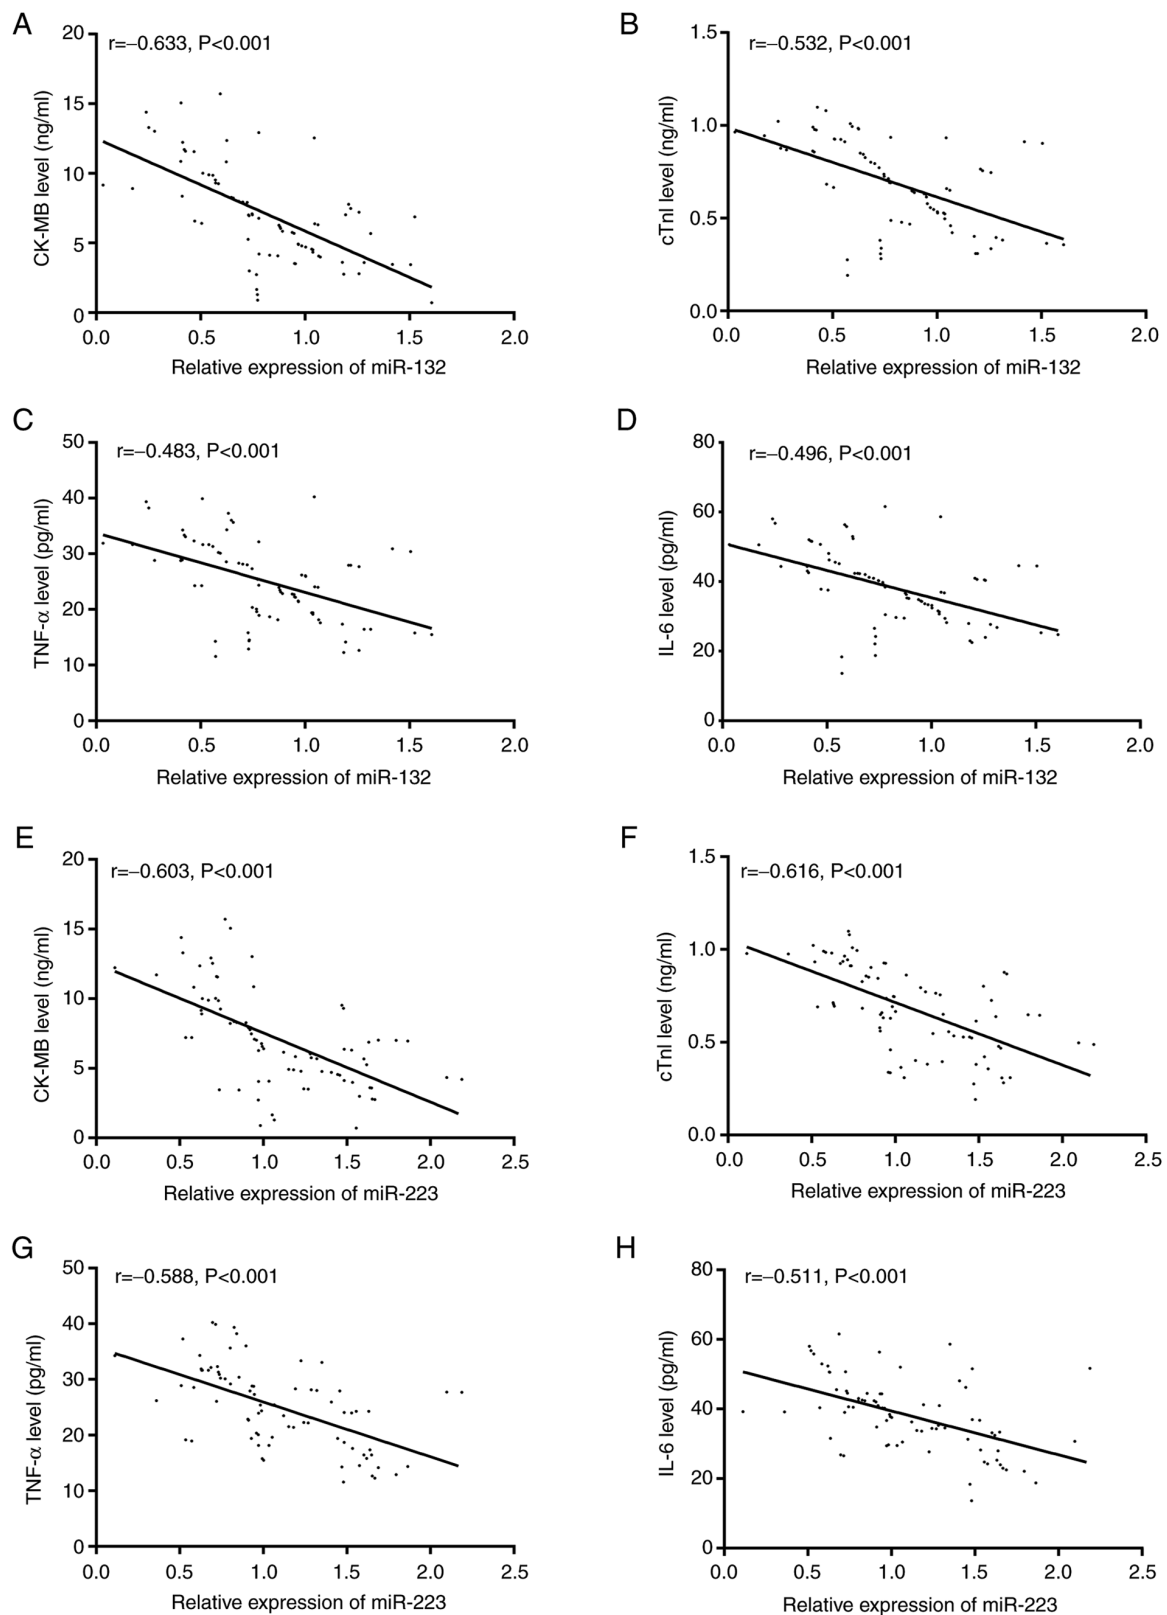 A
r=−0.633, P<0.001
CK-MB level (ng/ml)
20
15
10
5
0
0.0 0.5 1.0 1.5 2.0
Relative expression of miR-132
B
r=−0.532, P<0.001
cTnI level (ng/ml)
1.5
1.0
0.5
0.0
0.0 0.5 1.0 1.5 2.0
Relative expression of miR-132
C
r=−0.483, P<0.001
TNF-α level (pg/ml)
50
40
30
20
10
0
0.0 0.5 1.0 1.5 2.0
Relative expression of miR-132
D
r=−0.496, P<0.001
IL-6 level (pg/ml)
80
60
40
20
0
0.0 0.5 1.0 1.5 2.0
Relative expression of miR-132
E
r=−0.603, P<0.001
CK-MB level (ng/ml)
20
15
10
5
0
0.0 0.5 1.0 1.5 2.0 2.5
Relative expression of miR-223
F
r=−0.616, P<0.001
cTnI level (ng/ml)
1.5
1.0
0.5
0.0
0.0 0.5 1.0 1.5 2.0 2.5
Relative expression of miR-223
G
r=−0.588, P<0.001
TNF-α level (pg/ml)
50
40
30
20
10
0
0.0 0.5 1.0 1.5 2.0 2.5
Relative expression of miR-223
H
r=−0.511, P<0.001
IL-6 level (pg/ml)
80
60
40
20
0
0.0 0.5 1.0 1.5 2.0 2.5
Relative expression of miR-223